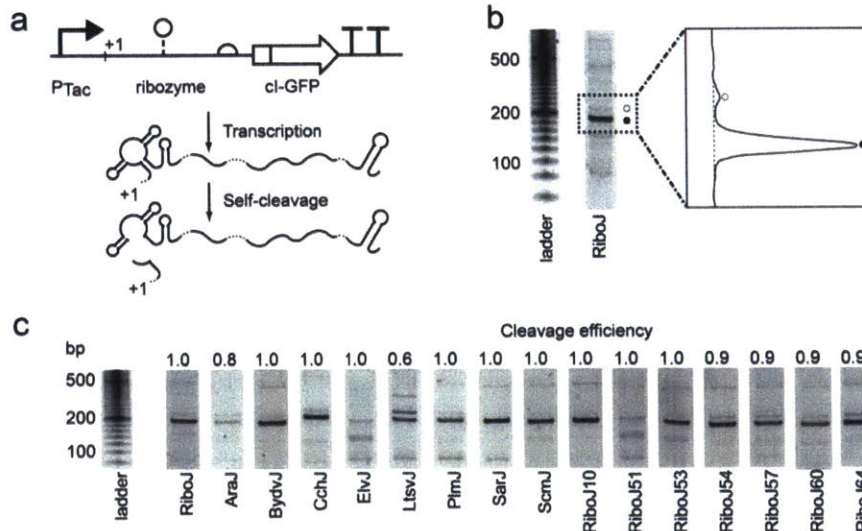 a
+1
PTac ribozyme cI-GFP
Transcription
+1
Self-cleavage
+1
b
500
200
100
ladder
RiboJ
c
Cleavage efficiency
bp
1.0 0.8 1.0 1.0 1.0 0.6 1.0 1.0 1.0 1.0 1.0 1.0 0.9 0.9 0.9 0.9
500
200
100
ladder
RiboJ
AraJ
BydvJ
CchJ
ElvJ
LtsvJ
PlmJ
SarJ
ScmJ
RiboJ10
RiboJ51
RiboJ53
RiboJ54
RiboJ57
RiboJ60
RiboJ64